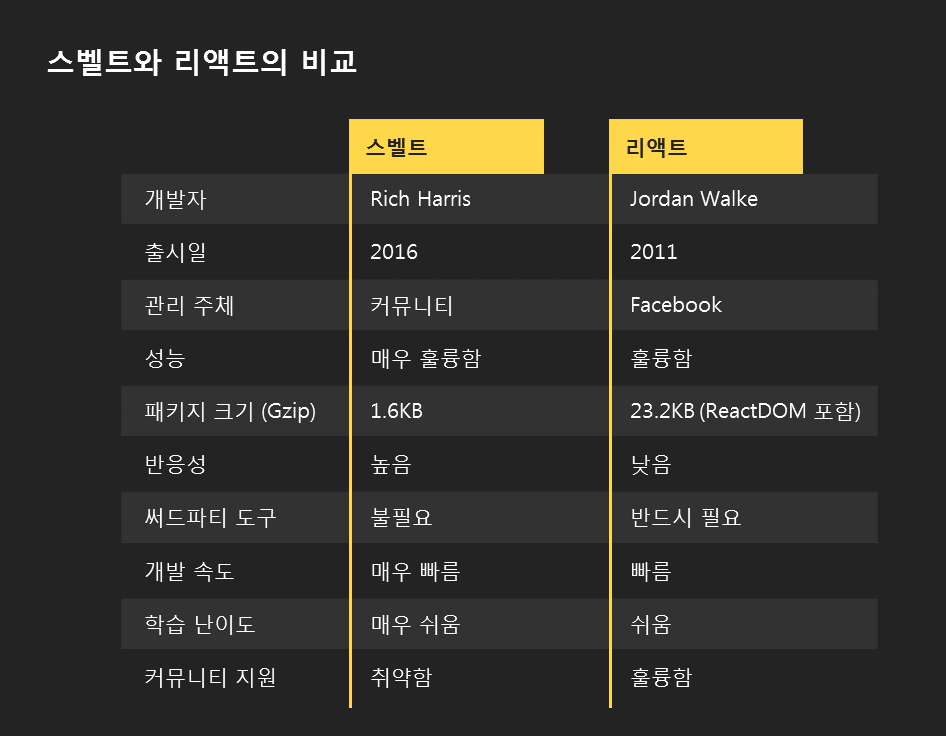 스벨트와 리액트의 비교
스벨트 리액트
개발자 Rich Harris Jordan Walke
출시일 2016 2011
관리 주체 커뮤니티 Facebook
성능 매우 훌륭함 훌륭함
패키지 크기 (Gzip) 1.6KB 23.2KB (ReactDOM 포함)
반응성 높음 낮음
써드파티 도구 불필요 반드시 필요
개발 속도 매우 빠름 빠름
학습 난이도 매우 쉬움 쉬움
커뮤니티 지원 취약함 훌륭함